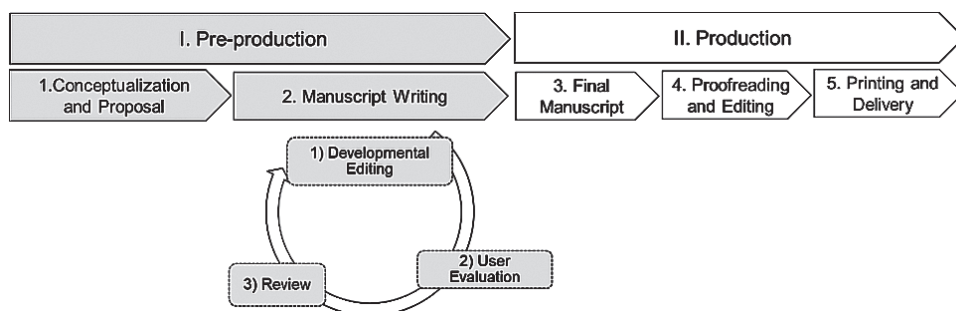 I. Pre-production
II. Production
1.Conceptualization
and Proposal
2. Manuscript Writing
3. Final
Manuscript
4. Proofreading
and Editing
5. Printing and
Delivery
1) Developmental
Editing
2) User
Evaluation
3) Review